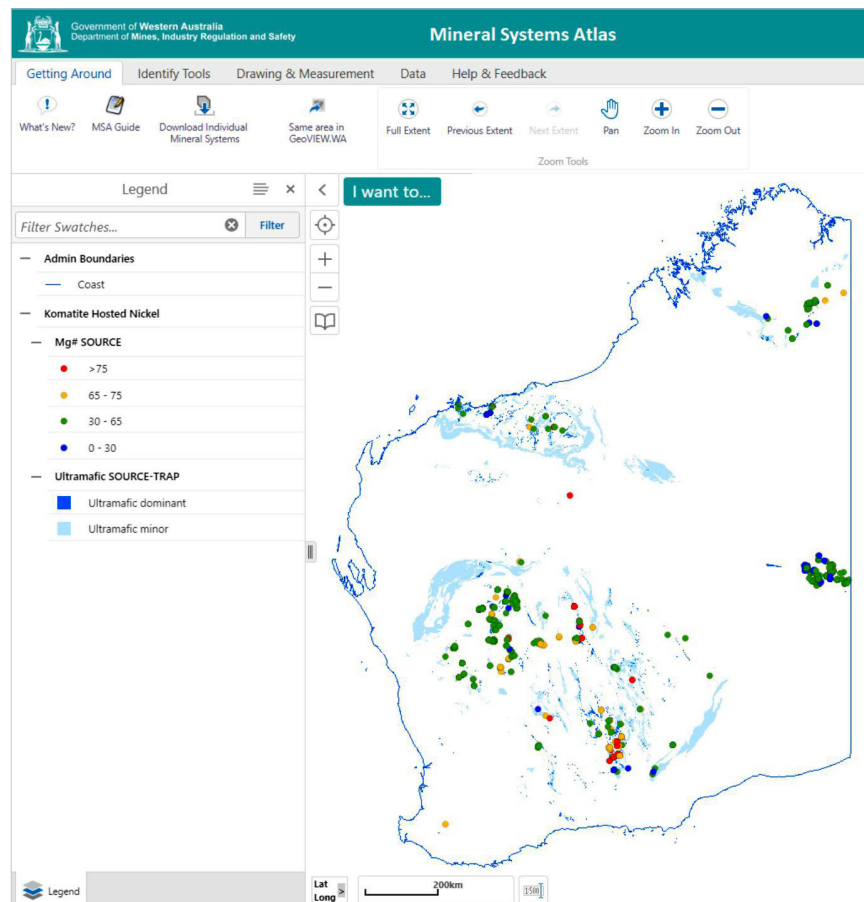 Government of Western Australia
Department of Mines, Industry Regulation and Safety
Mineral Systems Atlas
Getting Around
Identify Tools
Drawing & Measurement
Data
Help & Feedback
What's New?
MSA Guide
Download Individual
Mineral Systems
Same area in
GeoVIEW.WA
Full Extent
Previous Extent
Next Extent
Pan
Zoom In
Zoom Out
Zoom Tools
Legend
I want to...
Filter Swatches...
Filter
Admin Boundaries
Coast
Komatite Hosted Nickel
Mg# SOURCE
>75
65 - 75
30 - 65
0 - 30
Ultramafic SOURCE-TRAP
Ultramafic dominant
Ultramafic minor
Legend
Lat
Long
>
200km